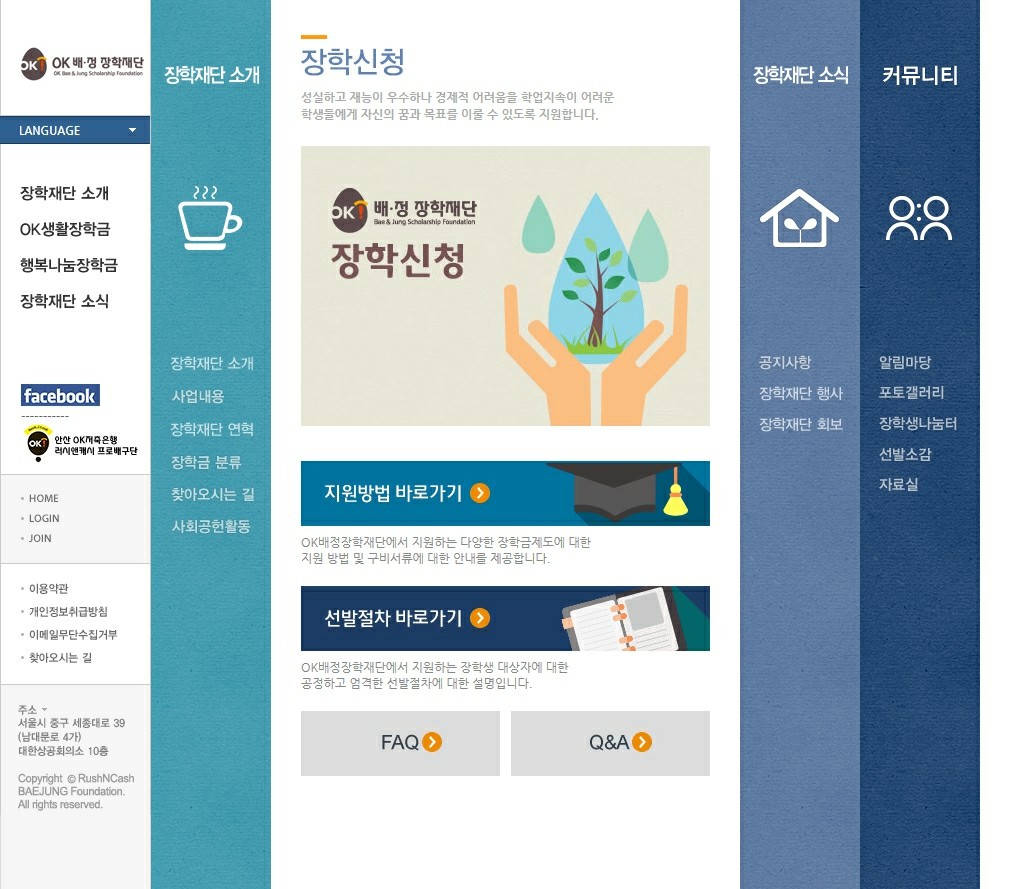 OK! OK 배·정 장학재단
OK Bae & Jung Scholarship Foundation
LANGUAGE
장학재단 소개
OK생활장학금
행복나눔장학금
장학재단 소식
facebook
-----------
OK!
안산 OK저축은행
러시앤캐시 프로배구단
HOME
LOGIN
JOIN
이용약관
개인정보취급방침
이메일무단수집거부
찾아오시는 길
주소
서울시 중구 세종대로 39
(남대문로 4가)
대한상공회의소 10층
Copyright © RushNCash
BAEJUNG Foundation.
All rights reserved.
장학재단 소개
장학재단 소개
사업내용
장학재단 연혁
장학금 분류
찾아오시는 길
사회공헌활동
장학신청
성실하고 재능이 우수하나 경제적 어려움을 학업지속이 어려운
학생들에게 자신의 꿈과 목표를 이룰 수 있도록 지원합니다.
OK! 배·정 장학재단
Bae & Jung Scholarship Foundation
장학신청
지원방법 바로가기
OK배정장학재단에서 지원하는 다양한 장학금제도에 대한
지원 방법 및 구비서류에 대한 안내를 제공합니다.
선발절차 바로가기
OK배정장학재단에서 지원하는 장학생 대상자에 대한
공정하고 엄격한 선발절차에 대한 설명입니다.
FAQ
Q&A
장학재단 소식
공지사항
장학재단 행사
장학재단 회보
커뮤니티
알림마당
포토갤러리
장학생나눔터
선발소감
자료실